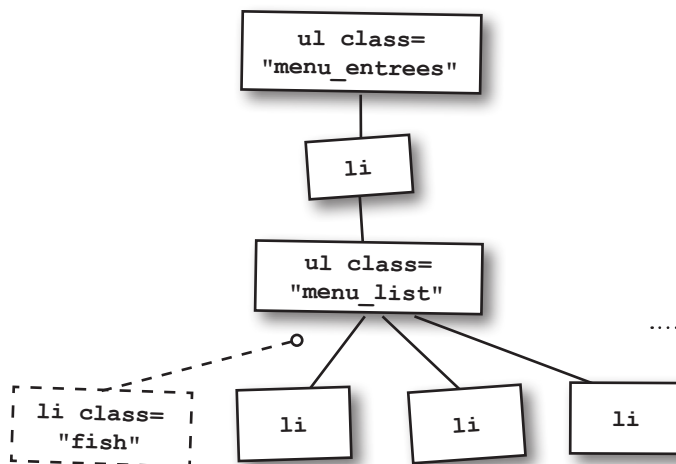 ul class=
"menu_entrees"
li
ul class=
"menu_list"
li class=
"fish"
li
li
li